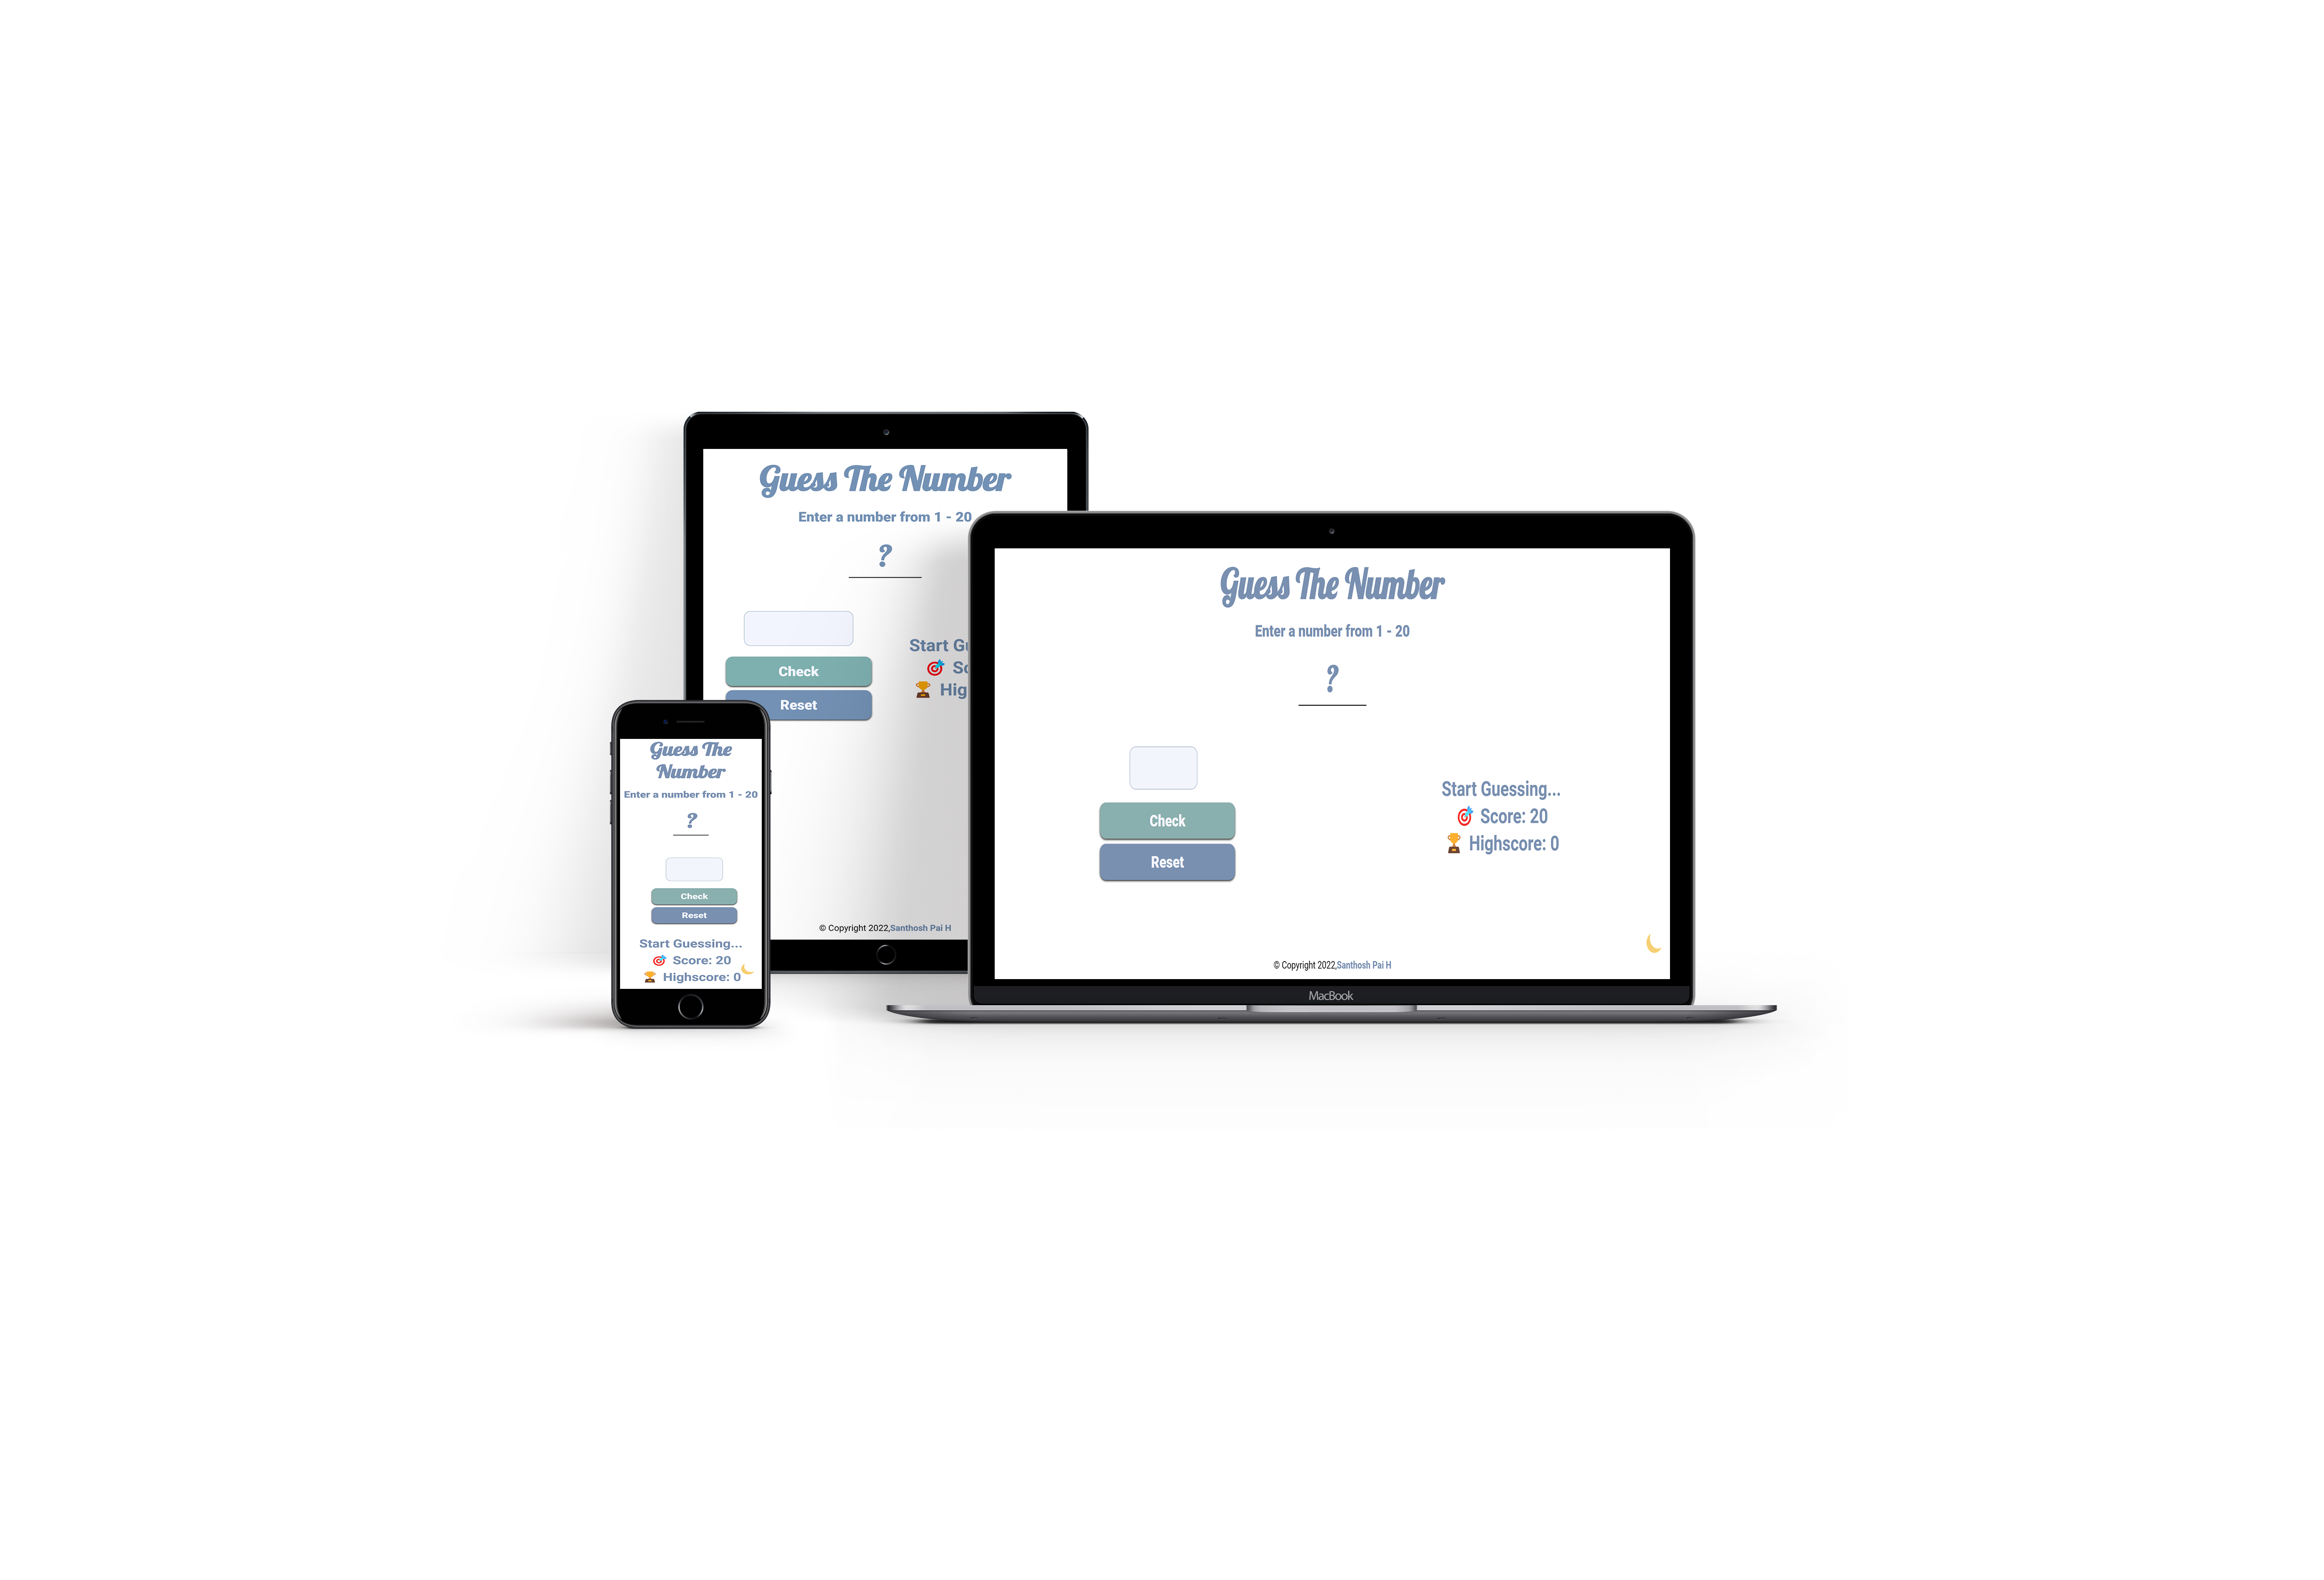 Guess The Number
Enter a number from 1 - 20
?
Check
Reset
Start Gu
Sc
Hig
© Copyright 2022,Santhosh Pai H
Guess The
Number
Enter a number from 1 - 20
?
Check
Reset
Start Guessing...
🎯 Score: 20
🏆 Highscore: 0
Guess The Number
Enter a number from 1 - 20
?
Check
Reset
Start Guessing...
🎯 Score: 20
🏆 Highscore: 0
© Copyright 2022,Santhosh Pai H
MacBook